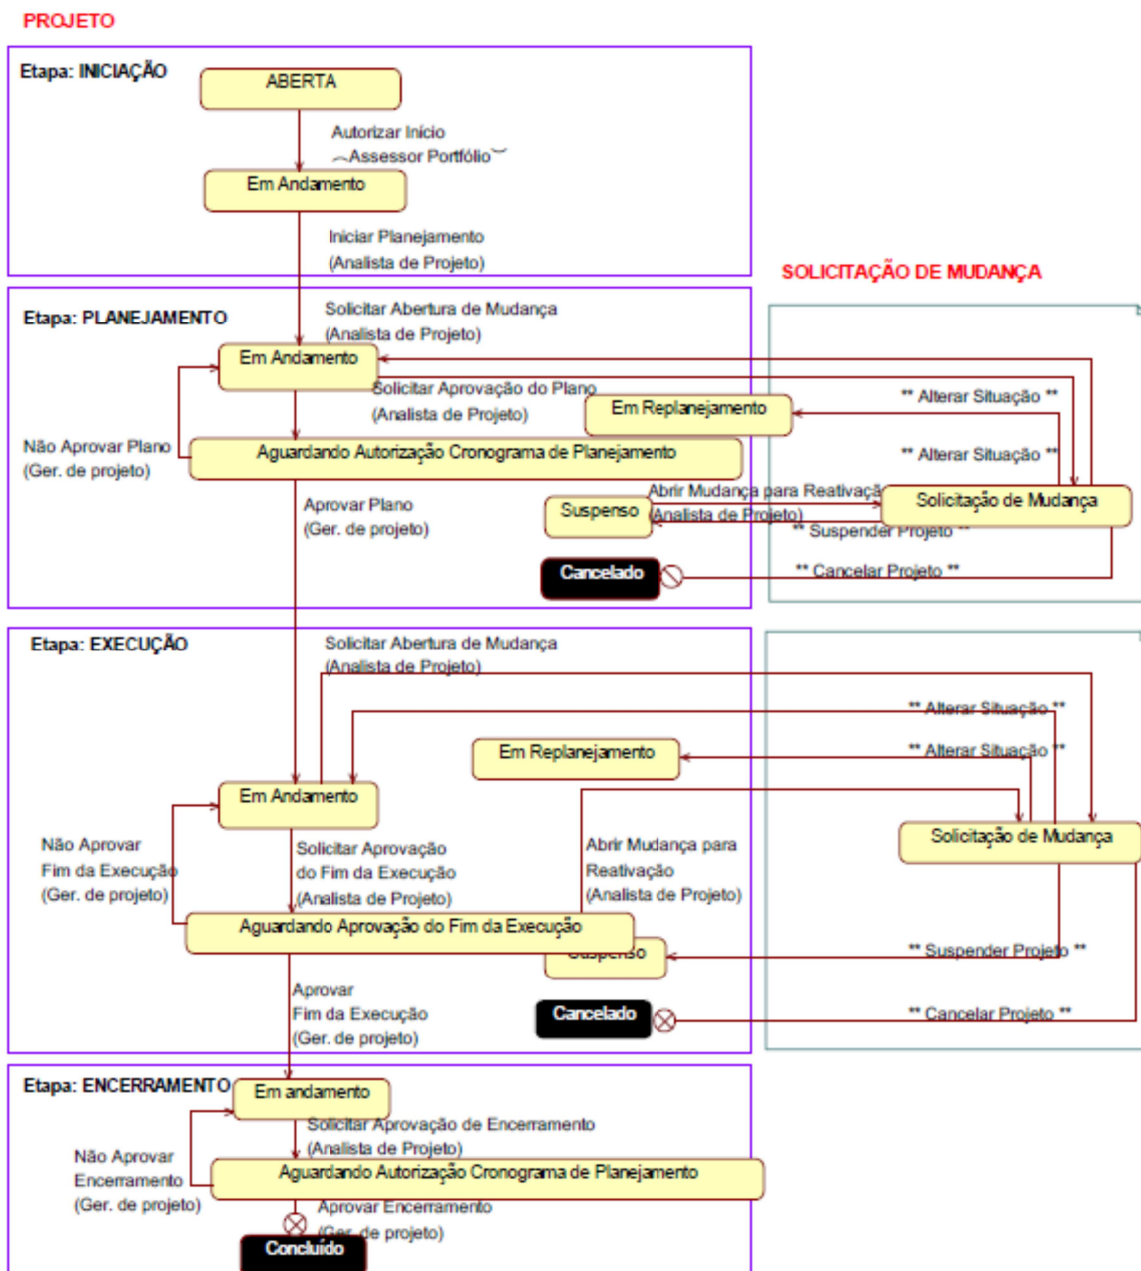 PROJETO
Etapa: INICIAÇÃO
ABERTA
Autorizar Início
(Assessor Portfólio)
Em Andamento
Iniciar Planejamento
(Analista de Projeto)
SOLICITAÇÃO DE MUDANÇA
Etapa: PLANEJAMENTO
Solicitar Abertura de Mudança
(Analista de Projeto)
Em Andamento
Solicitar Aprovação do Plano
(Analista de Projeto)
Em Replanejamento
** Alterar Situação **
** Alterar Situação **
Não Aprovar Plano
(Ger. de projeto)
Aguardando Autorização Cronograma de Planejamento
Aprovar Plano
(Ger. de projeto)
Suspenso
Abrir Mudança para Reativaçã
(Analista de Projeto)
Solicitação de Mudança
** Suspender Projeto **
Cancelado
** Cancelar Projeto **
Etapa: EXECUÇÃO
Solicitar Abertura de Mudança
(Analista de Projeto)
** Alterar Situação **
** Alterar Situação **
Em Replanejamento
Em Andamento
Solicitação de Mudança
Não Aprovar
Fim da Execução
(Ger. de projeto)
Solicitar Aprovação
do Fim da Execução
(Analista de Projeto)
Abrir Mudança para
Reativação
(Analista de Projeto)
Aguardando Aprovação do Fim da Execução
Suspenso
** Suspender Projeto **
Aprovar
Fim da Execução
(Ger. de projeto)
Cancelado
** Cancelar Projeto **
Etapa: ENCERRAMENTO
Em andamento
Solicitar Aprovação de Encerramento
(Analista de Projeto)
Não Aprovar
Encerramento
(Ger. de projeto)
Aguardando Autorização Cronograma de Planejamento
Aprovar Encerramento
(Ger. de projeto)
Concluído